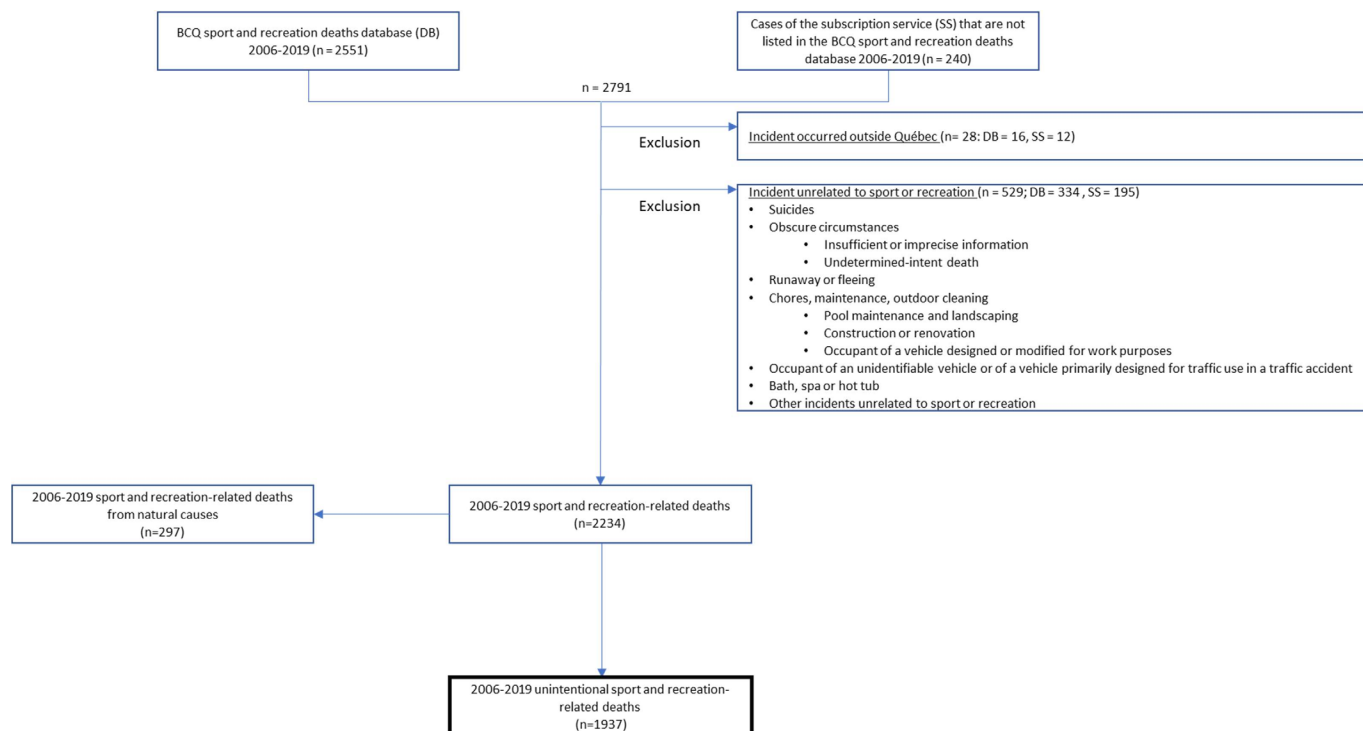 BCQ sport and recreation deaths database (DB)
2006-2019 (n = 2551)
Cases of the subscription service (SS) that are not
listed in the BCQ sport and recreation deaths
database 2006-2019 (n = 240)
n = 2791
Exclusion
Incident occurred outside Québec (n= 28: DB = 16, SS = 12)
Exclusion
Incident unrelated to sport or recreation (n = 529; DB = 334 , SS = 195)
• Suicides
• Obscure circumstances
• Insufficient or imprecise information
• Undetermined-intent death
• Runaway or fleeing
• Chores, maintenance, outdoor cleaning
• Pool maintenance and landscaping
• Construction or renovation
• Occupant of a vehicle designed or modified for work purposes
• Occupant of an unidentifiable vehicle or of a vehicle primarily designed for traffic use in a traffic accident
• Bath, spa or hot tub
• Other incidents unrelated to sport or recreation
2006-2019 sport and recreation-related deaths
from natural causes
(n=297)
2006-2019 sport and recreation-related deaths
(n=2234)
2006-2019 unintentional sport and recreation-
related deaths
(n=1937)